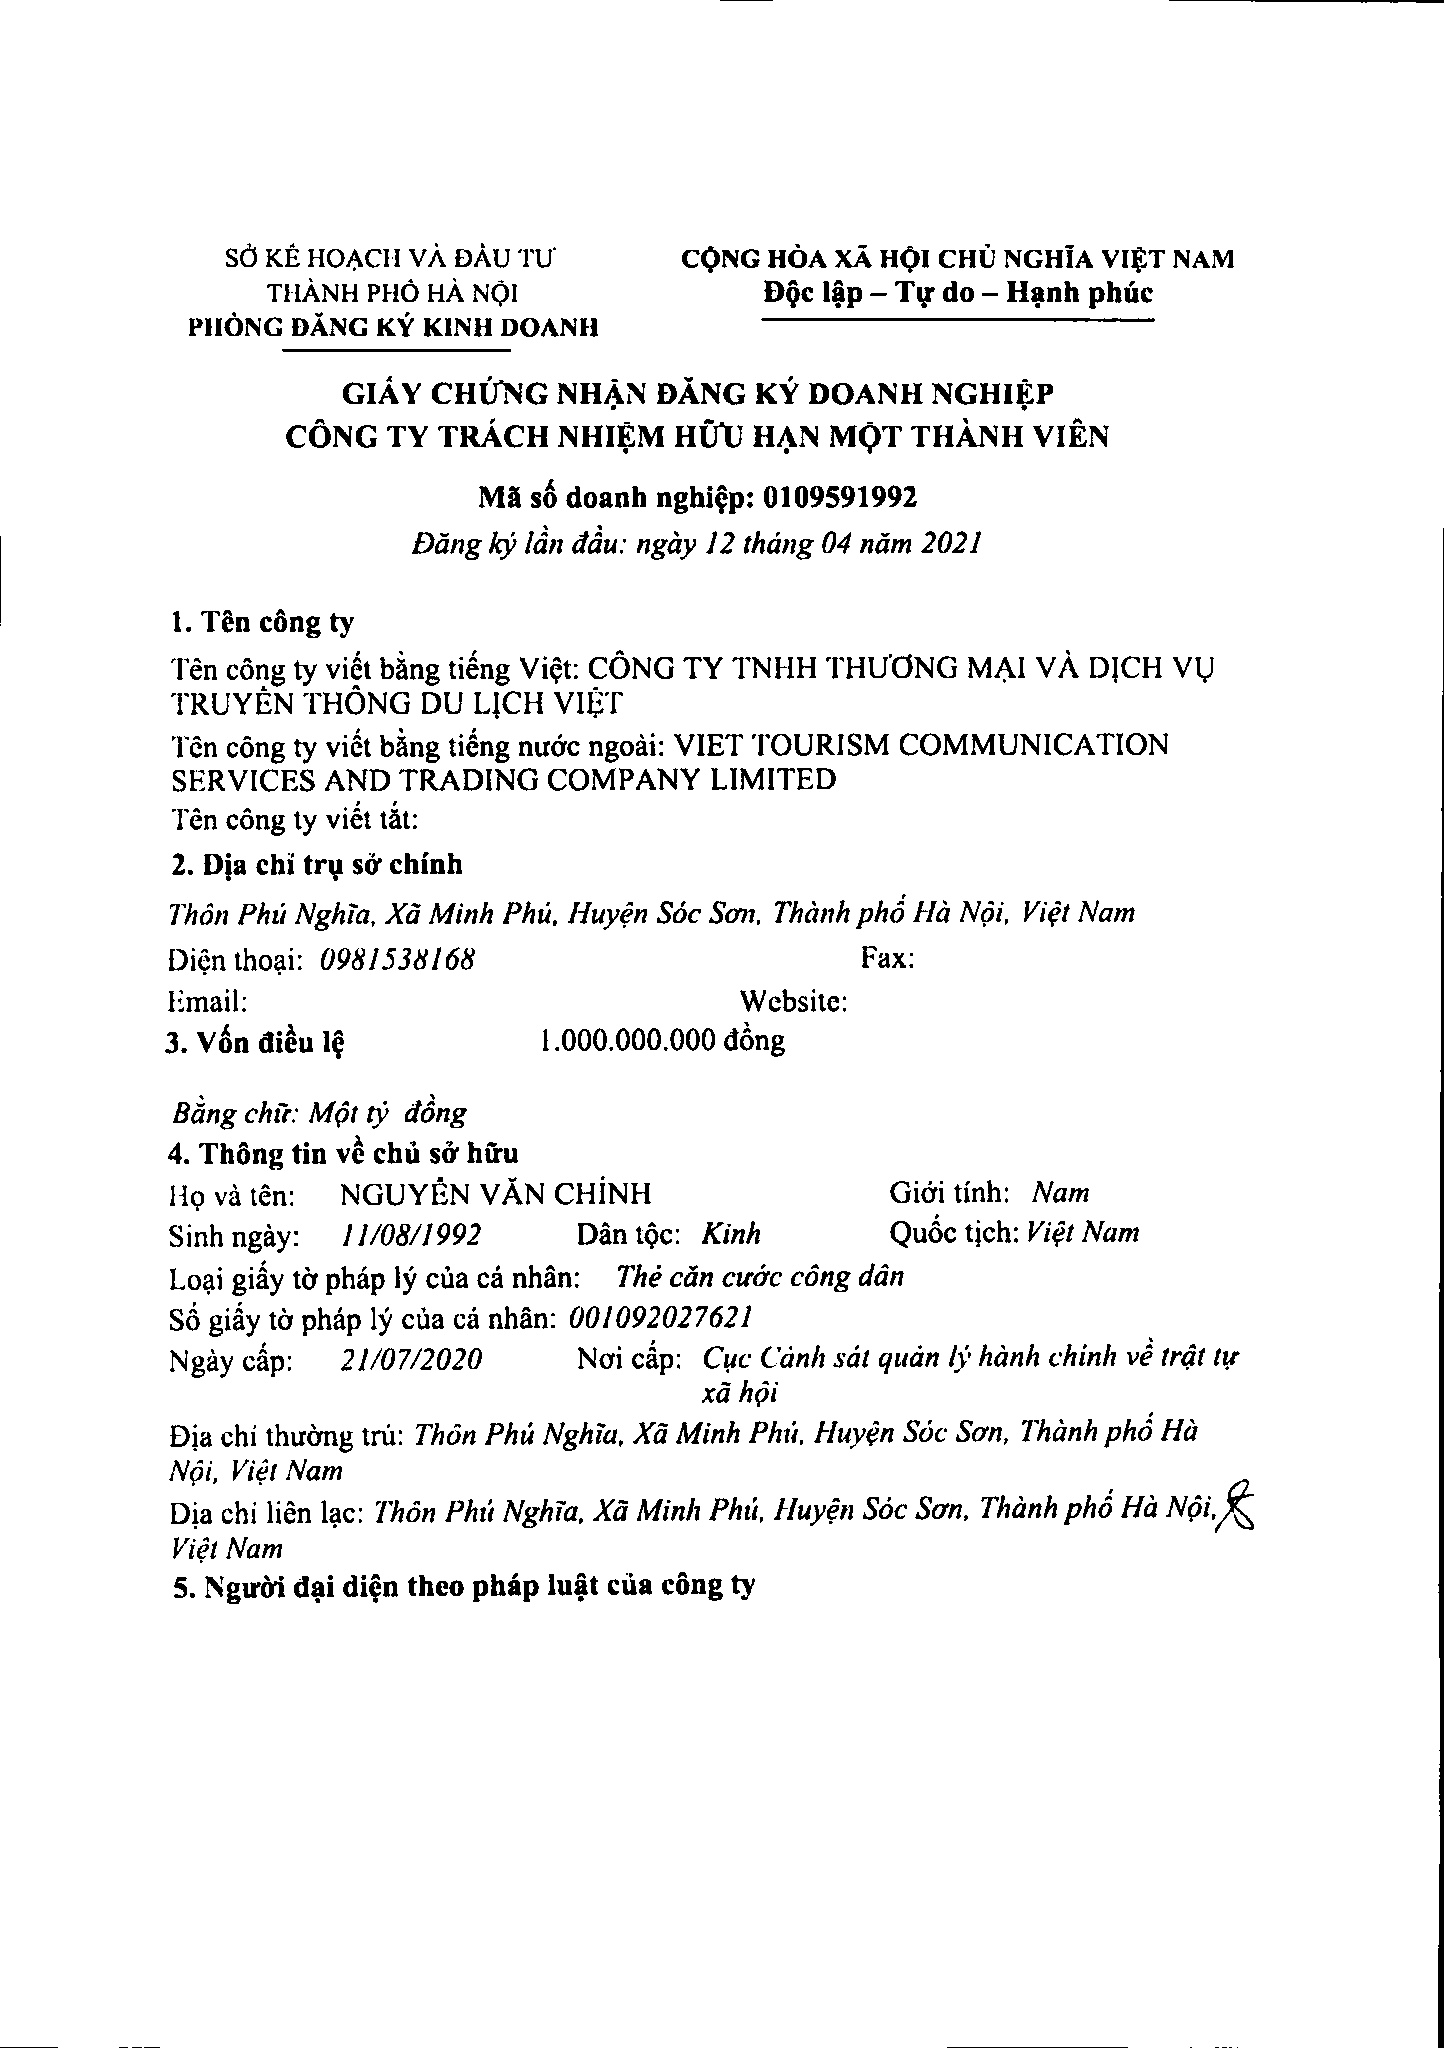 SỞ KẾ HOẠCH VÀ ĐẦU TƯ
THÀNH PHỐ HÀ NỘI
PHÒNG ĐĂNG KÝ KINH DOANH
CỘNG HÒA XÃ HỘI CHỦ NGHĨA VIỆT NAM
Độc lập – Tự do – Hạnh phúc
GIẤY CHỨNG NHẬN ĐĂNG KÝ DOANH NGHIỆP
CÔNG TY TRÁCH NHIỆM HỮU HẠN MỘT THÀNH VIÊN
Mã số doanh nghiệp: 0109591992
Đăng ký lần đầu: ngày 12 tháng 04 năm 2021
1. Tên công ty
Tên công ty viết bằng tiếng Việt: CÔNG TY TNHH THƯƠNG MẠI VÀ DỊCH VỤ
TRUYỀN THÔNG DU LỊCH VIỆT
Tên công ty viết bằng tiếng nước ngoài: VIET TOURISM COMMUNICATION
SERVICES AND TRADING COMPANY LIMITED
Tên công ty viết tắt:
2. Địa chỉ trụ sở chính
Thôn Phú Nghĩa, Xã Minh Phú, Huyện Sóc Sơn, Thành phố Hà Nội, Việt Nam
Điện thoại: 0981538168 Fax:
Email: Website:
3. Vốn điều lệ 1.000.000.000 đồng
Bằng chữ: Một tỷ đồng
4. Thông tin về chủ sở hữu
Họ và tên: NGUYỄN VĂN CHÍNH Giới tính: Nam
Sinh ngày: 11/08/1992 Dân tộc: Kinh Quốc tịch: Việt Nam
Loại giấy tờ pháp lý của cá nhân: Thẻ căn cước công dân
Số giấy tờ pháp lý của cá nhân: 001092027621
Ngày cấp: 21/07/2020 Nơi cấp: Cục Cảnh sát quản lý hành chính về trật tự
xã hội
Địa chỉ thường trú: Thôn Phú Nghĩa, Xã Minh Phú, Huyện Sóc Sơn, Thành phố Hà
Nội, Việt Nam
Địa chỉ liên lạc: Thôn Phú Nghĩa, Xã Minh Phú, Huyện Sóc Sơn, Thành phố Hà Nội,
Việt Nam
5. Người đại diện theo pháp luật của công ty